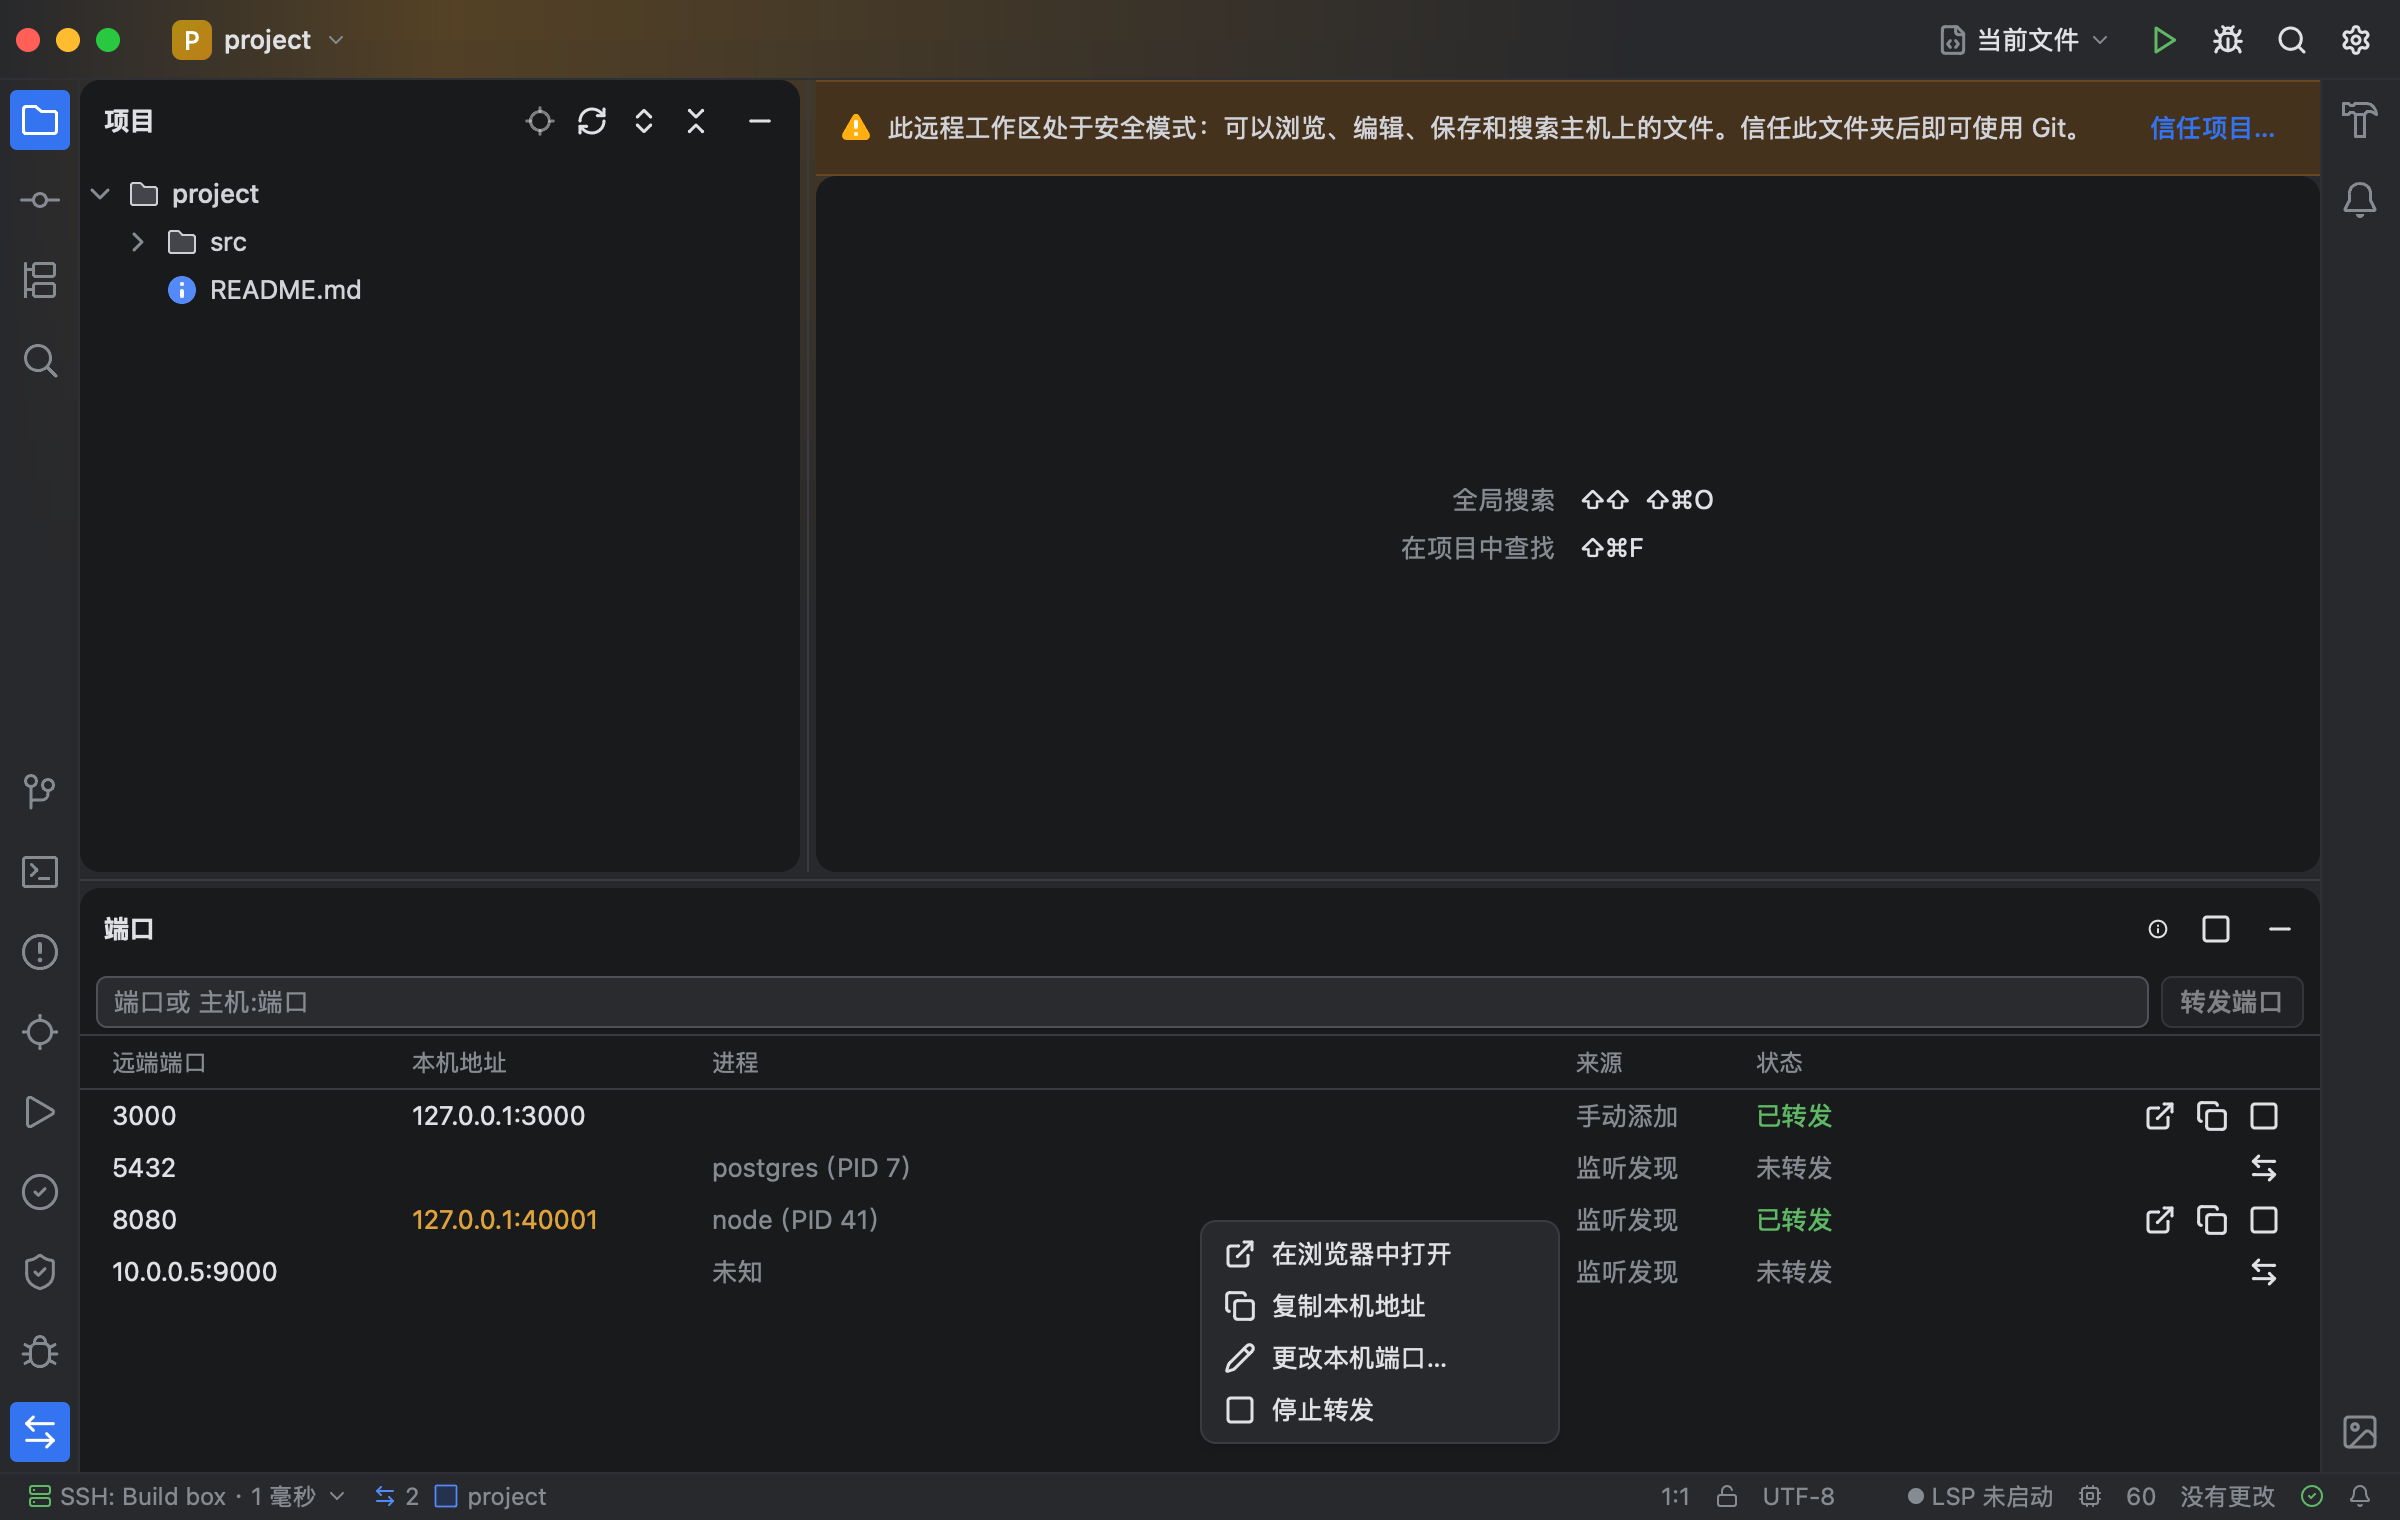 P project
当前文件
项目
此远程工作区处于安全模式：可以浏览、编辑、保存和搜索主机上的文件。信任此文件夹后即可使用 Git。 信任项目...
project
src
README.md
全局搜索 ⇧⇧ ⇧⌘O
在项目中查找 ⇧⌘F
端口
端口或 主机:端口 转发端口
远端端口 本机地址 进程 来源 状态
3000 127.0.0.1:3000 手动添加 已转发
5432 postgres (PID 7) 监听发现 未转发
8080 127.0.0.1:40001 node (PID 41) 监听发现 已转发
10.0.0.5:9000 未知 监听发现 未转发
在浏览器中打开
复制本机地址
更改本机端口...
停止转发
SSH: Build box · 1 毫秒 2 project 1:1 UTF-8 LSP 未启动 60 没有更改